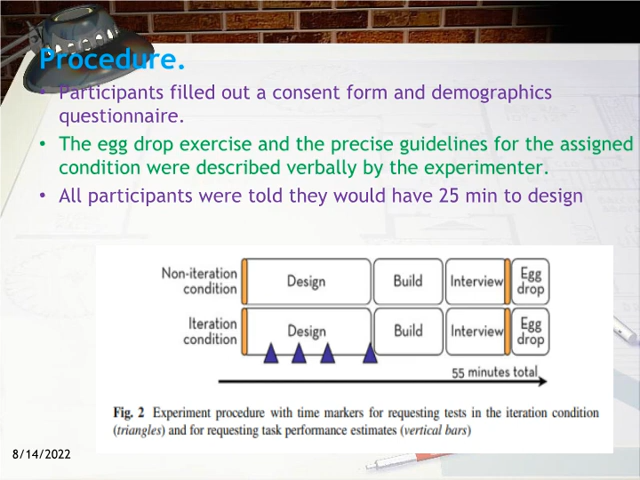 Procedure.
• Participants filled out a consent form and demographics
questionnaire.
• The egg drop exercise and the precise guidelines for the assigned
condition were described verbally by the experimenter.
• All participants were told they would have 25 min to design
Non-iteration
condition
Design
Build
Interview
Egg
drop
Iteration
condition
Design
Build
Interview
Egg
drop
55 minutes total
Fig. 2 Experiment procedure with time markers for requesting tests in the iteration condition
(triangles) and for requesting task performance estimates (vertical bars)
8/14/2022